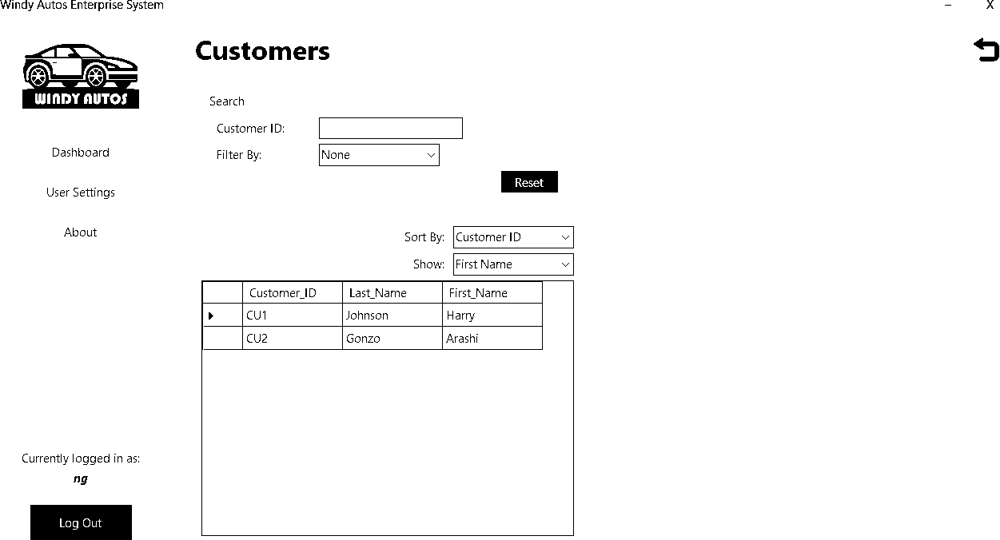 Windy Autos Enterprise System
– X
WINDY AUTOS
Dashboard
User Settings
About
Currently logged in as:
ng
Log Out
Customers
Search
Customer ID:
Filter By: None
Reset
Sort By: Customer ID
Show: First Name
Customer_ID Last_Name First_Name
CU1 Johnson Harry
CU2 Gonzo Arashi